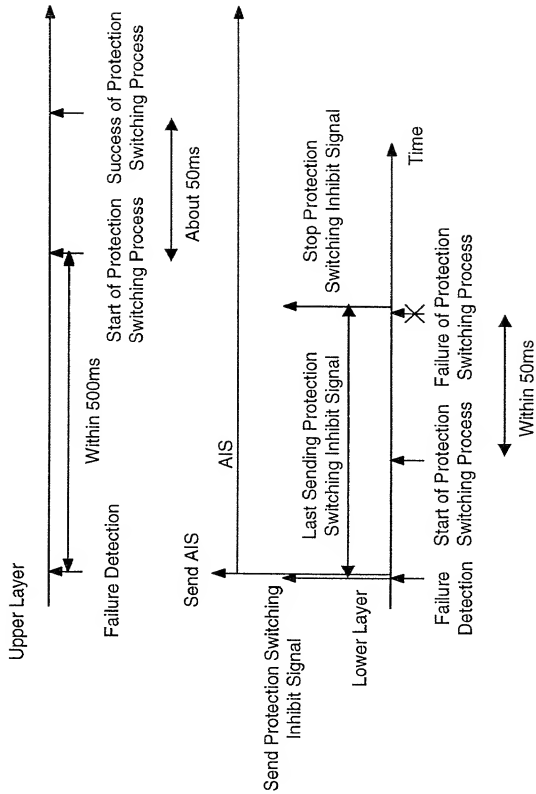 Upper Layer
Failure Detection
Within 500ms
Start of Protection
Switching Process
Success of Protection
Switching Process
About 50ms
Send AIS
AIS
Send Protection Switching
Inhibit Signal
Lower Layer
Last Sending Protection
Switching Inhibit Signal
Stop Protection
Switching Inhibit Signal
Time
Failure
Detection
Start of Protection
Switching Process
Failure of Protection
Switching Process
Within 50ms